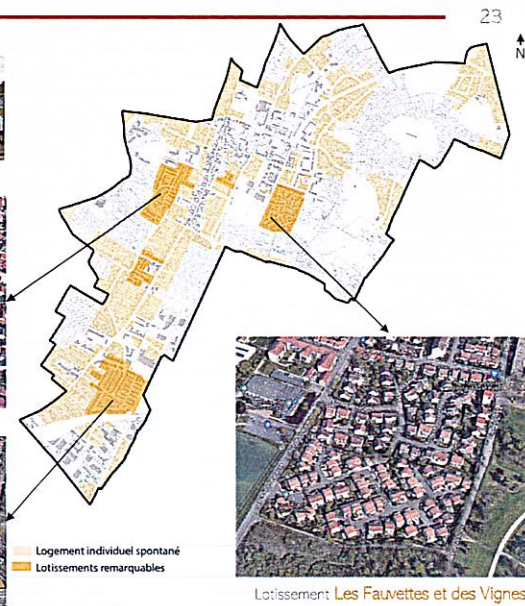 23
N
Logement individuel spontané
Lotissements remarquables
Lotissement Les Fauvettes et des Vignes